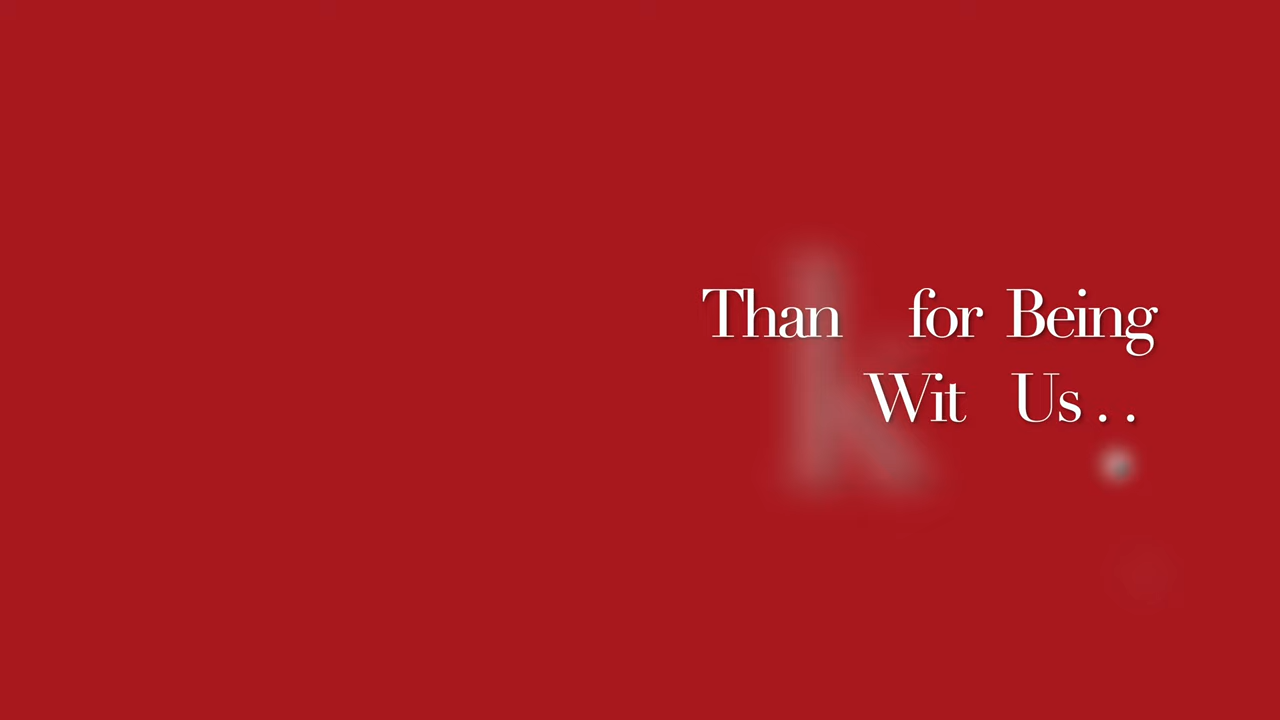 Than k for Being
Wit Us . . .